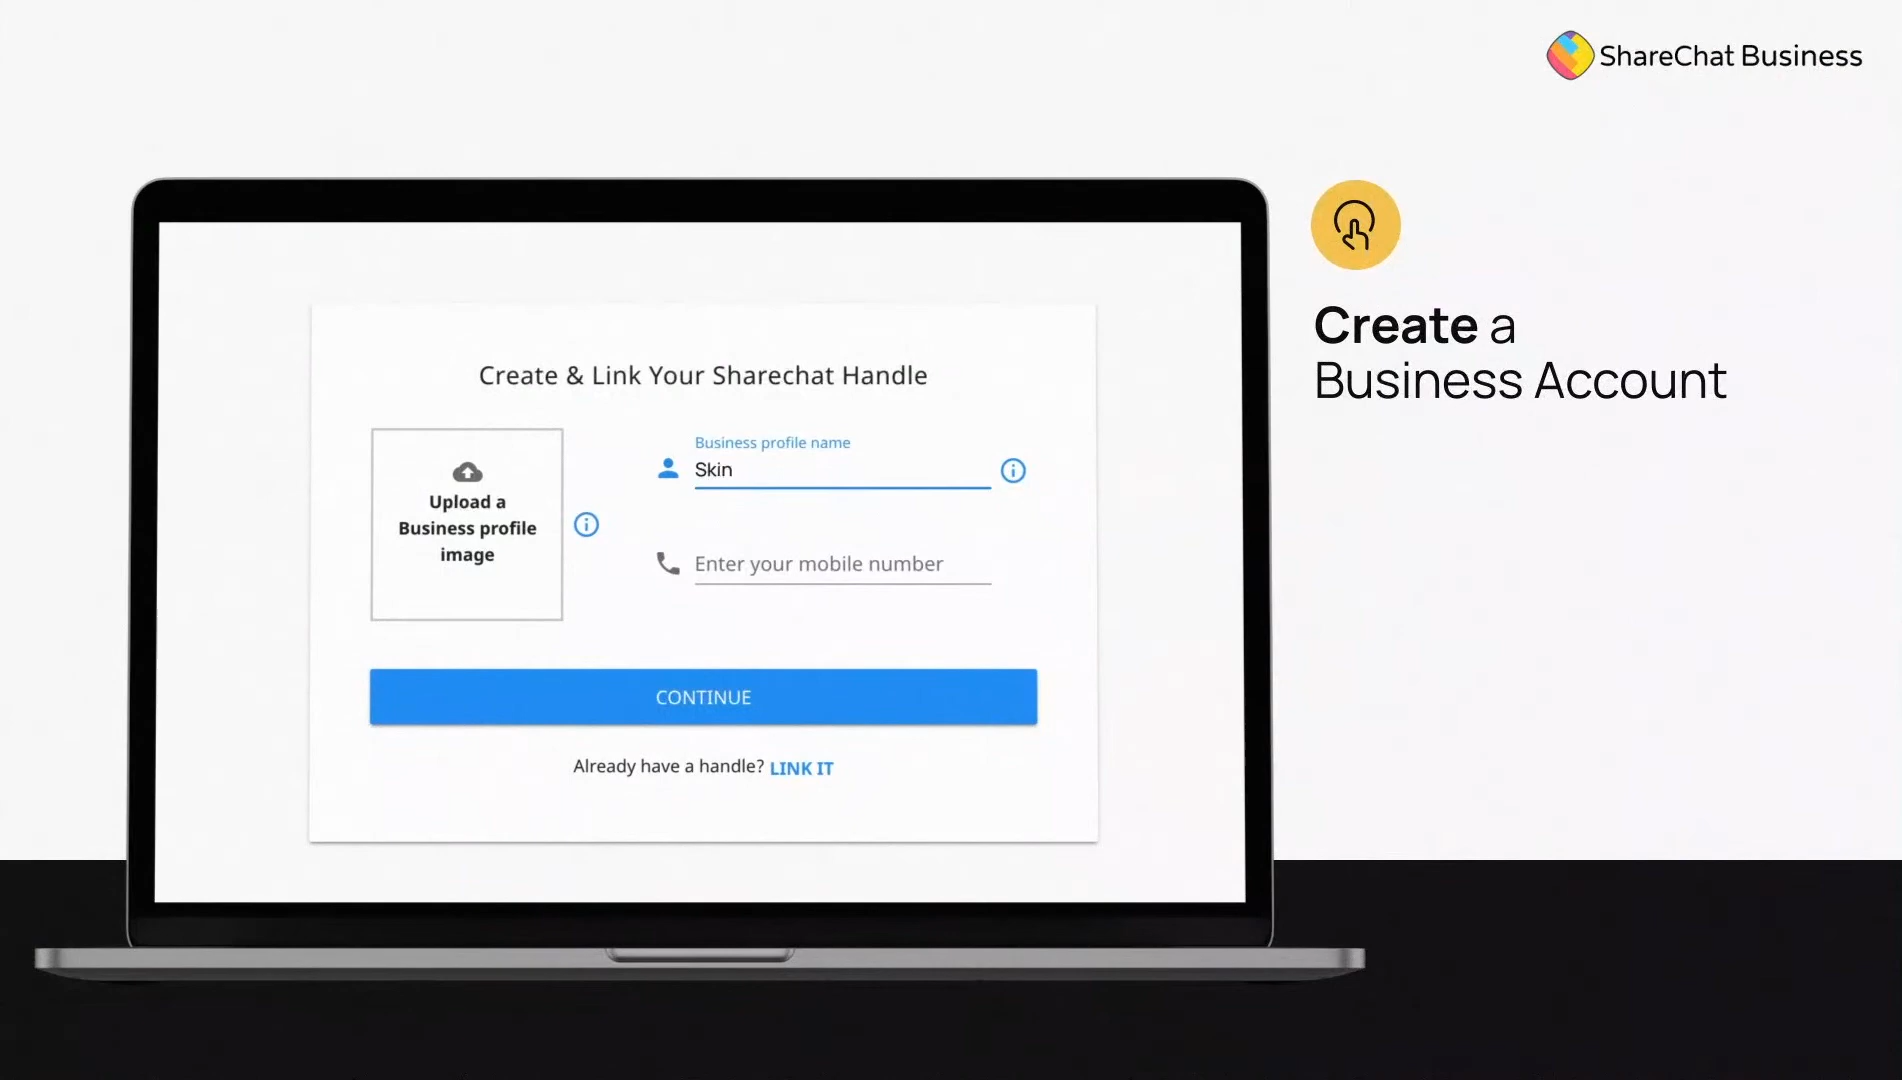 ShareChat Business
Create a
Business Account
Create & Link Your Sharechat Handle
Upload a
Business profile
image
Business profile name
Skin
Enter your mobile number
CONTINUE
Already have a handle? LINK IT